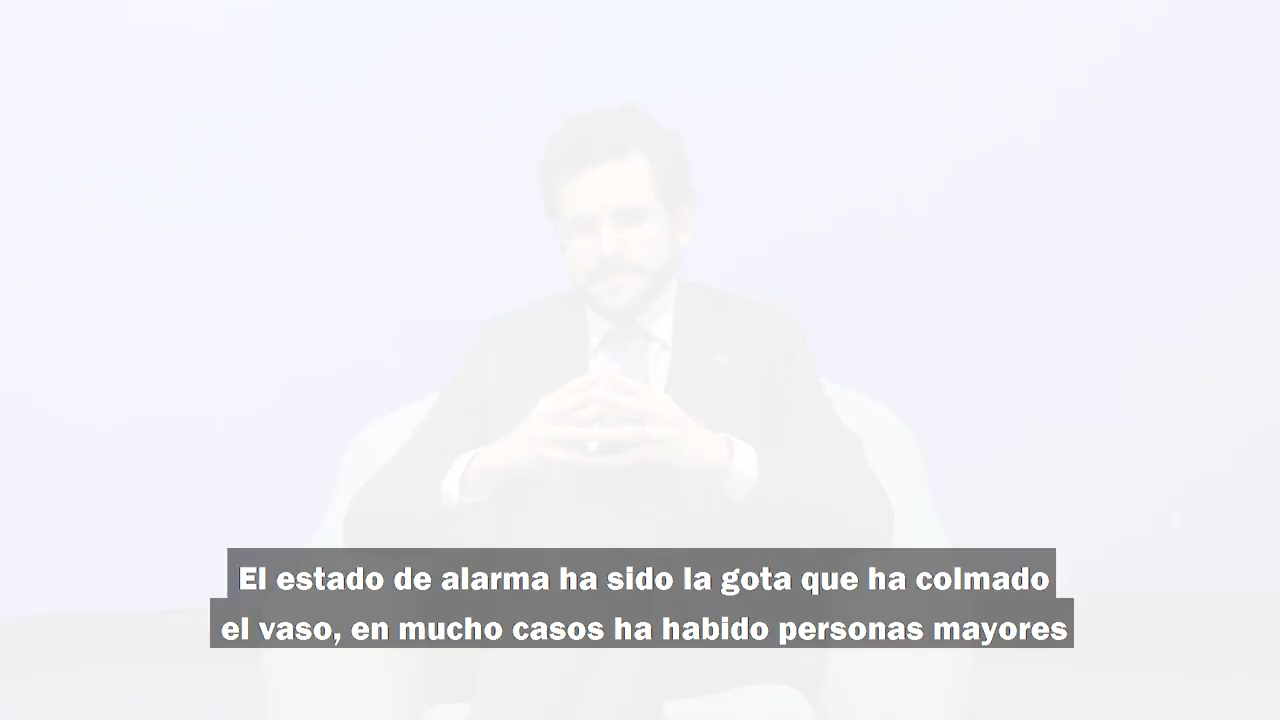 El estado de alarma ha sido la gota que ha colmado
el vaso, en mucho casos ha habido personas mayores